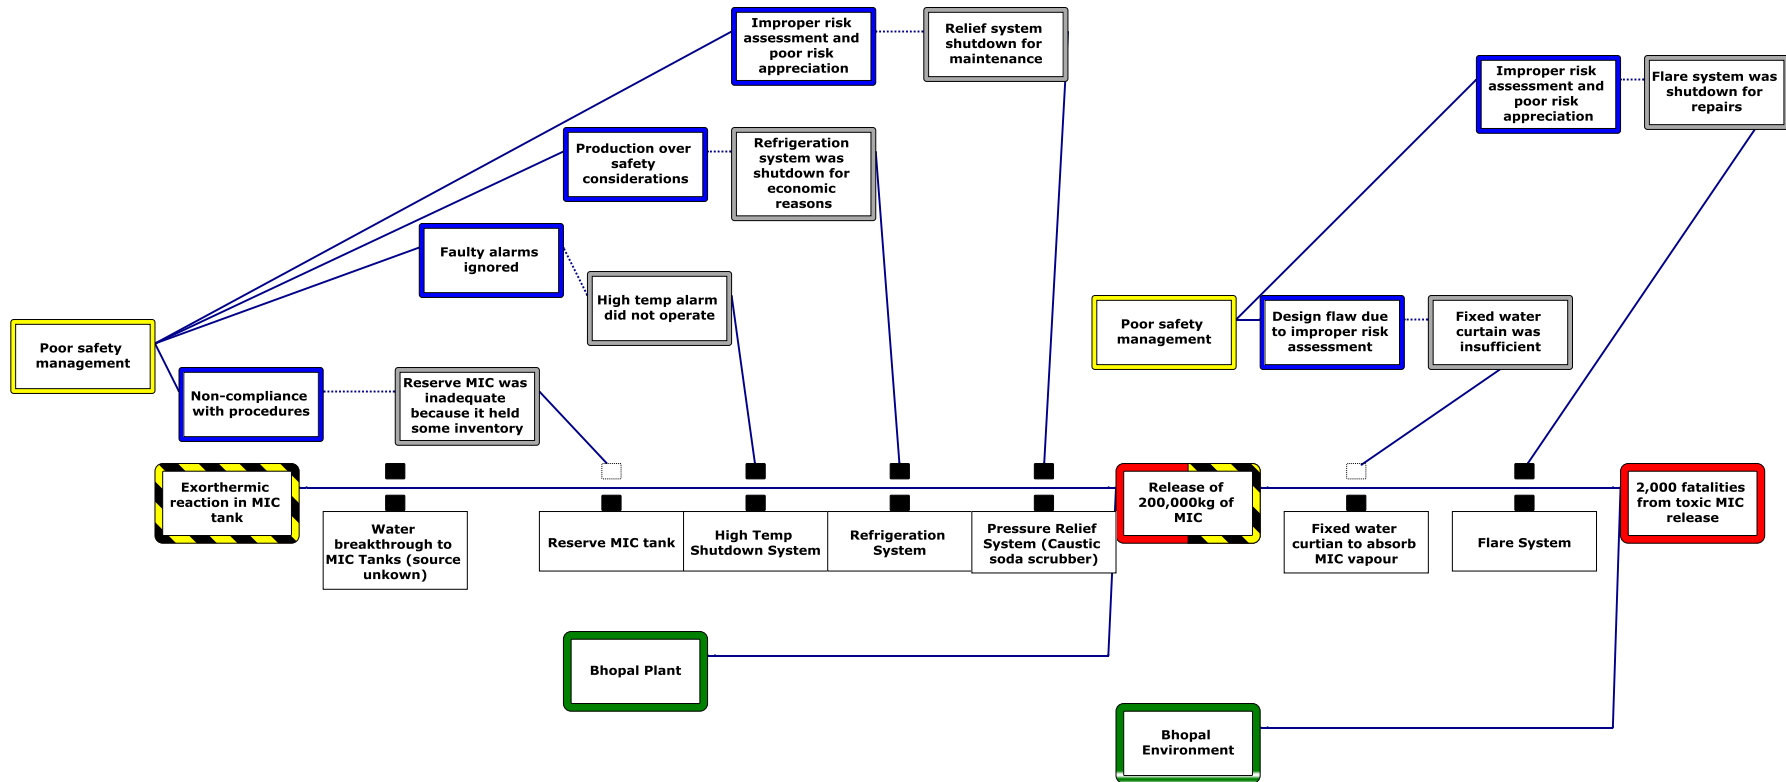 Improper risk
assessment and
poor risk
appreciation
Relief system
shutdown for
maintenance
Improper risk
assessment and
poor risk
appreciation
Flare system was
shutdown for
repairs
Production over
safety
considerations
Refrigeration
system was
shutdown for
economic
reasons
Faulty alarms
ignored
High temp alarm
did not operate
Poor safety
management
Design flaw due
to improper risk
assessment
Fixed water
curtain was
insufficient
Poor safety
management
Non-compliance
with procedures
Reserve MIC was
inadequate
because it held
some inventory
Exorthermic
reaction in MIC
tank
Water
breakthrough to
MIC Tanks (source
unkown)
Reserve MIC tank
High Temp
Shutdown System
Refrigeration
System
Pressure Relief
System (Caustic
soda scrubber)
Release of
200,000kg of
MIC
Fixed water
curtian to absorb
MIC vapour
Flare System
2,000 fatalities
from toxic MIC
release
Bhopal Plant
Bhopal
Environment